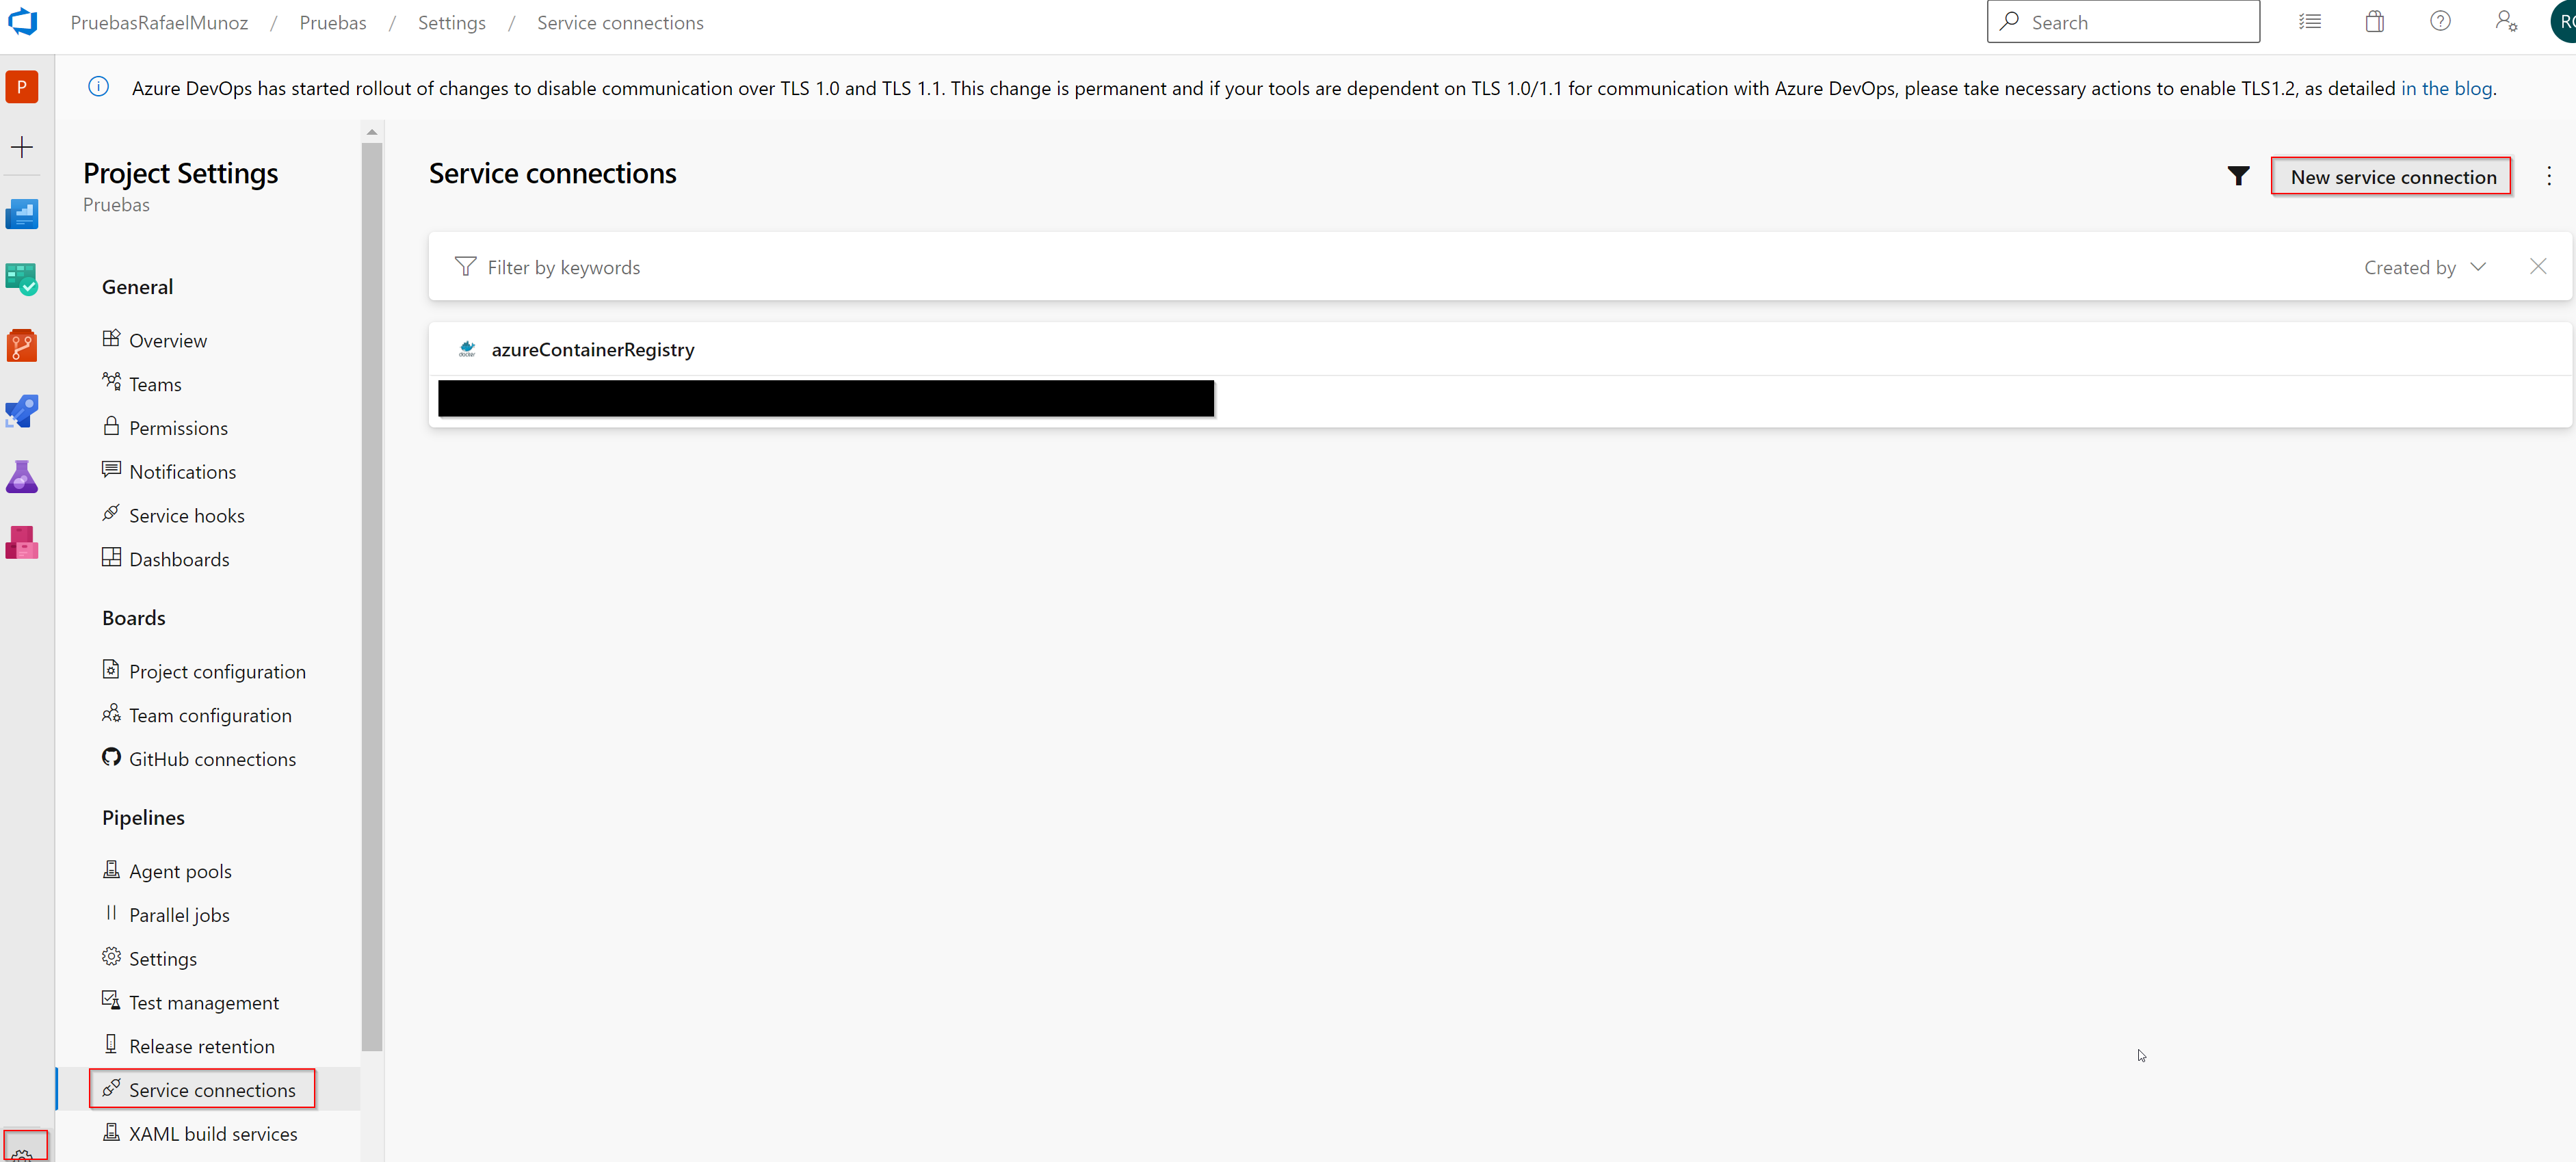 PruebasRafaelMunoz / Pruebas / Settings / Service connections
Search
P
Azure DevOps has started rollout of changes to disable communication over TLS 1.0 and TLS 1.1. This change is permanent and if your tools are dependent on TLS 1.0/1.1 for communication with Azure DevOps, please take necessary actions to enable TLS1.2, as detailed in the blog.
Project Settings
Pruebas
General
Overview
Teams
Permissions
Notifications
Service hooks
Dashboards
Boards
Project configuration
Team configuration
GitHub connections
Pipelines
Agent pools
Parallel jobs
Settings
Test management
Release retention
Service connections
XAML build services
Service connections
New service connection
Filter by keywords
Created by
docker
azureContainerRegistry